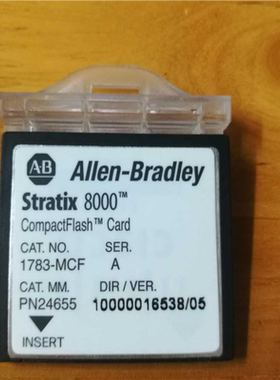 AB Allen-Bradley
Stratix 8000™
CompactFlash™ Card
CAT. NO. SER.
1783-MCF A
CAT. MM. DIR / VER.
PN24655 10000016538/05
INSERT